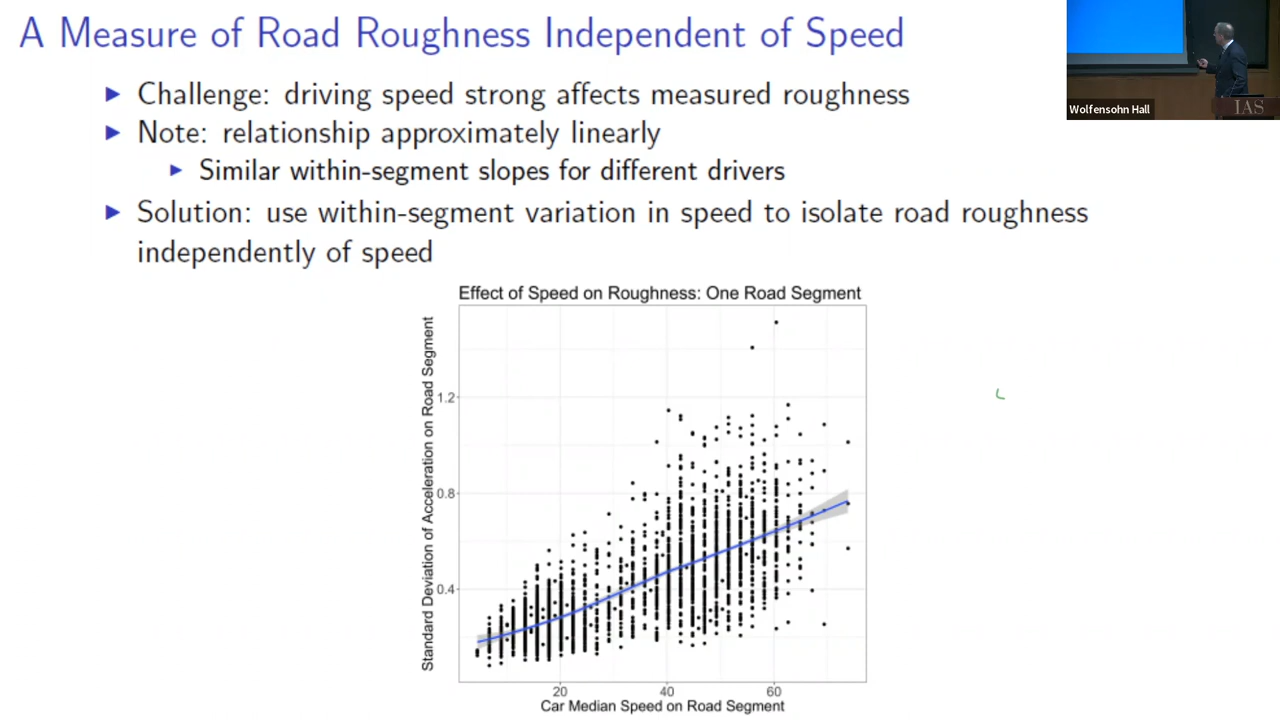 A Measure of Road Roughness Independent of Speed
Challenge: driving speed strong affects measured roughness
Note: relationship approximately linearly
Similar within-segment slopes for different drivers
Solution: use within-segment variation in speed to isolate road roughness
independently of speed
Wolfensohn Hall
IAS
Effect of Speed on Roughness: One Road Segment
Standard Deviation of Acceleration on Road Segment
1.2
0.8
0.4
20 40 60
Car Median Speed on Road Segment